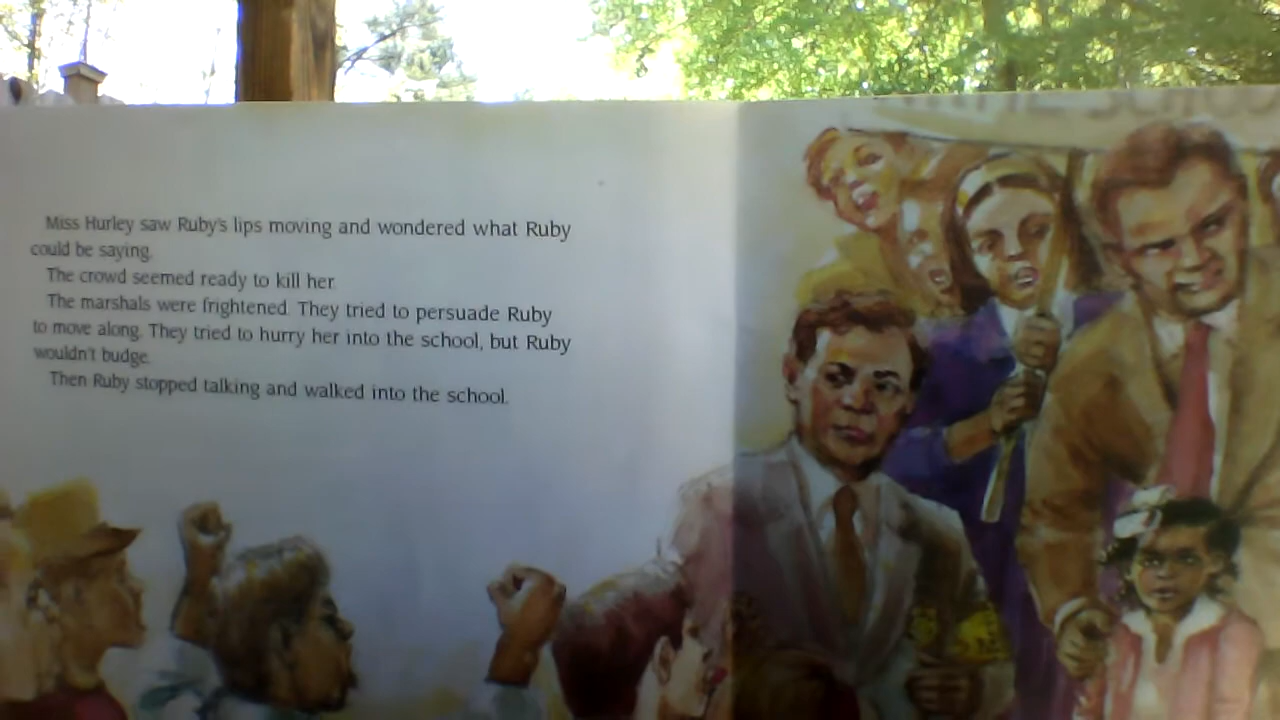 Miss Hurley saw Ruby's lips moving and wondered what Ruby
could be saying.
The crowd seemed ready to kill her.
The marshals were frightened. They tried to persuade Ruby
to move along. They tried to hurry her into the school, but Ruby
wouldn't budge.
Then Ruby stopped talking and walked into the school.